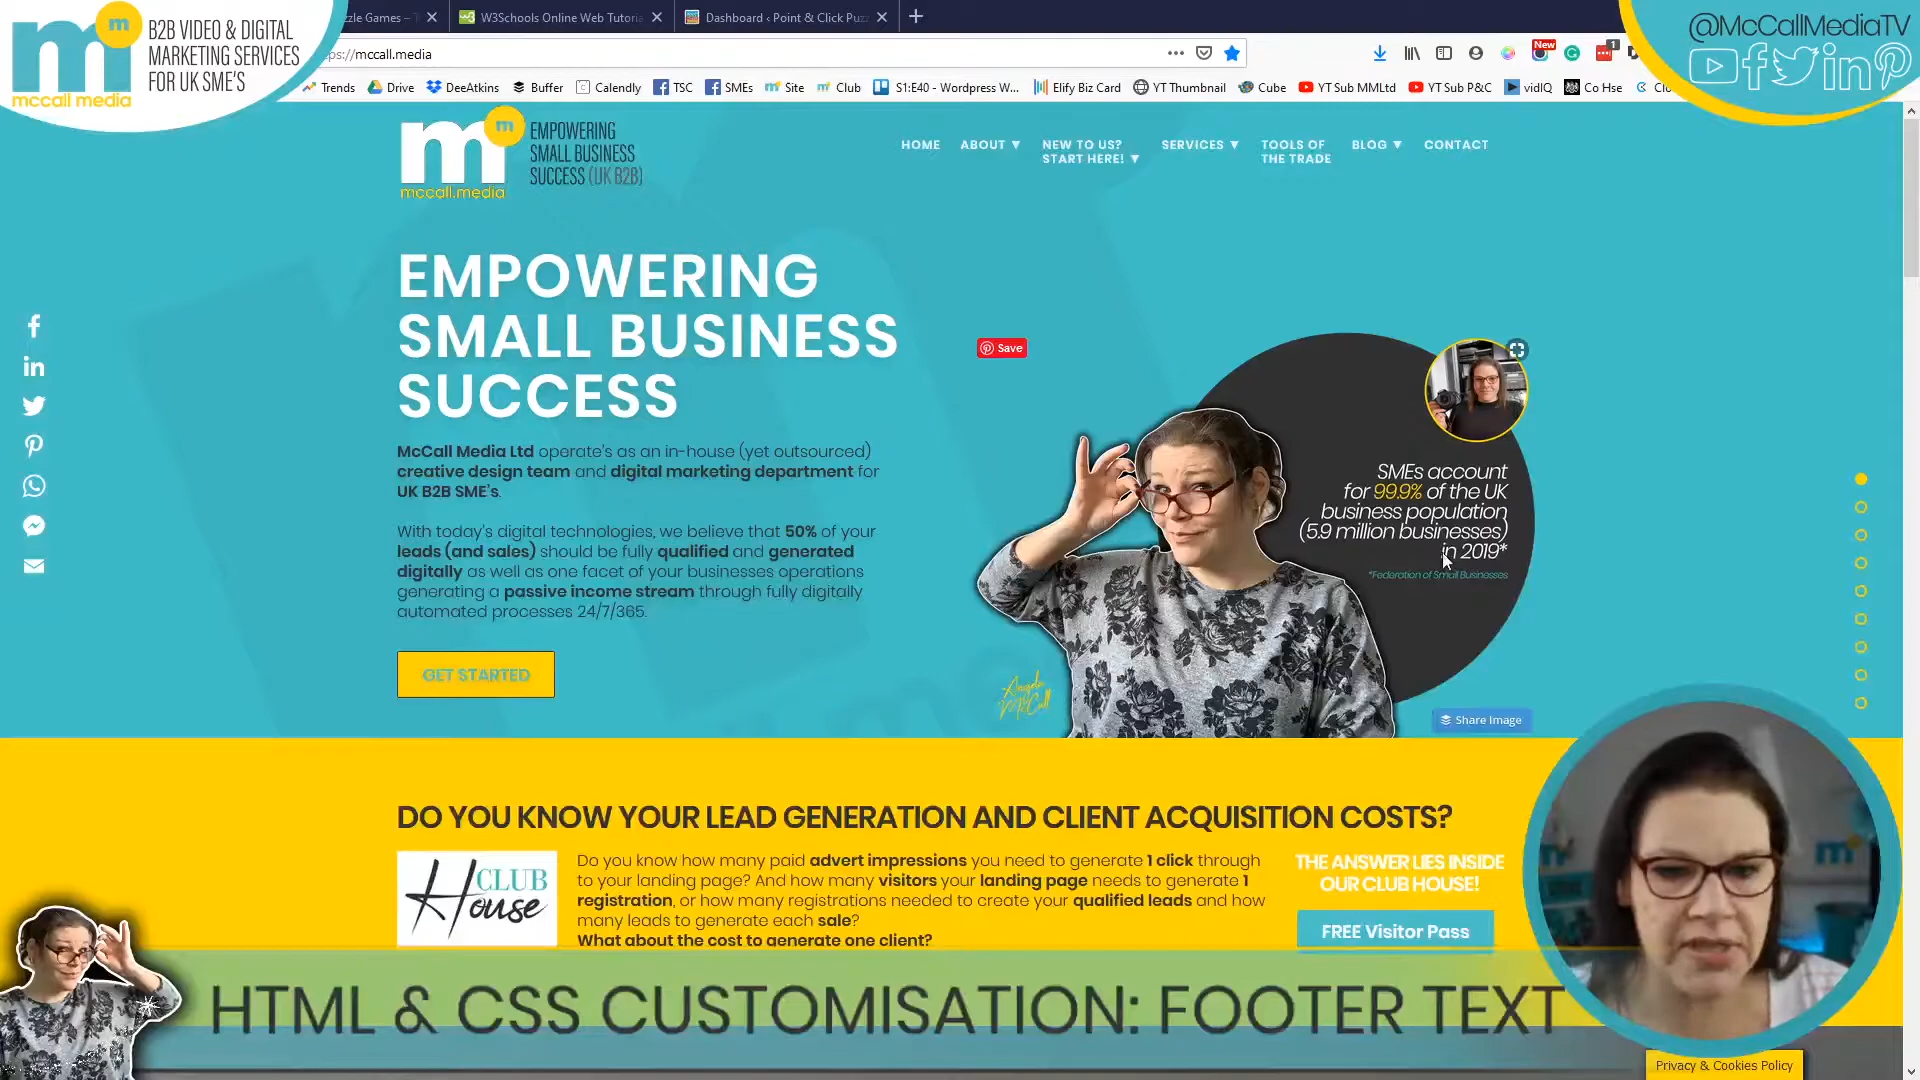 m
B2B VIDEO & DIGITAL
MARKETING SERVICES
FOR UK SME'S
mccall media
zzle Games –
W3Schools Online Web Tutoria
Dashboard ‹ Point & Click Puz
@McCallMediaTV
ps://mccall.media
New
1
Trends
Drive
DeeAtkins
Buffer
Calendly
TSC
SMEs
Site
Club
S1:E40 - Wordpress W...
Elify Biz Card
YT Thumbnail
Cube
YT Sub MMLtd
YT Sub P&C
vidIQ
Co Hse
m
mccall.media
EMPOWERING
SMALL BUSINESS
SUCCESS (UK B2B)
HOME
ABOUT ▼
NEW TO US?
START HERE! ▼
SERVICES ▼
TOOLS OF
THE TRADE
BLOG ▼
CONTACT
EMPOWERING
SMALL BUSINESS
SUCCESS
McCall Media Ltd operate's as an in-house (yet outsourced)
creative design team and digital marketing department for
UK B2B SME's.
With today's digital technologies, we believe that 50% of your
leads (and sales) should be fully qualified and generated
digitally as well as one facet of your businesses operations
generating a passive income stream through fully digitally
automated processes 24/7/365.
GET STARTED
Save
SMEs account
for 99.9% of the UK
business population
(5.9 million businesses)
in 2019*
*Federation of Small Businesses
Angela
McCall
Share Image
DO YOU KNOW YOUR LEAD GENERATION AND CLIENT ACQUISITION COSTS?
CLUB
House
Do you know how many paid advert impressions you need to generate 1 click through
to your landing page? And how many visitors your landing page needs to generate 1
registration, or how many registrations needed to create your qualified leads and how
many leads to generate each sale?
What about the cost to generate one client?
THE ANSWER LIES INSIDE
OUR CLUB HOUSE!
FREE Visitor Pass
HTML & CSS CUSTOMISATION: FOOTER TEXT
Privacy & Cookies Policy